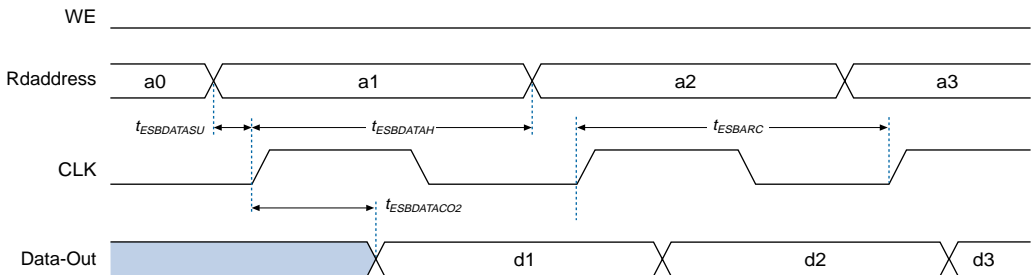 WE
Rdaddress a0 a1 a2 a3
tESBDATASU tESBDATAH tESBARC
CLK
tESBDATACO2
Data-Out d1 d2 d3